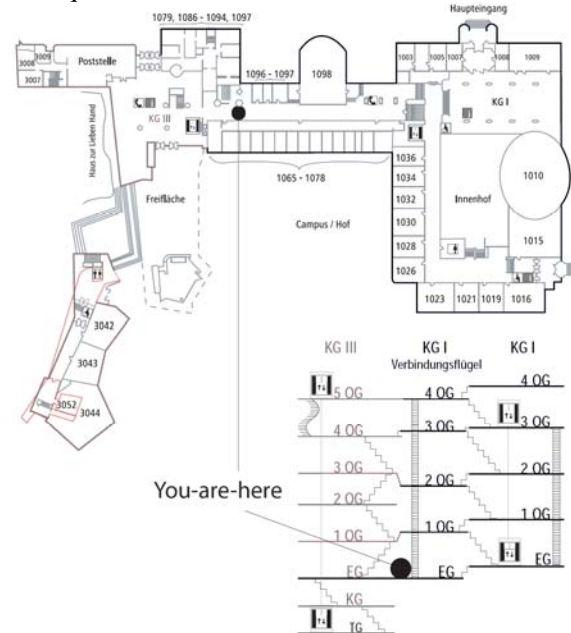 1079, 1086 - 1094, 1097
Haupteingang
3008
3009
3007
Poststelle
1096 - 1097
1098
1003
1005
1007
1008
1009
KG I
KG III
Haus zur Lieben Hand
1065 - 1078
1036
1034
1032
1030
1028
1026
Innenhof
1010
1015
Freifläche
Campus / Hof
1023
1021
1019
1016
3042
3043
3052
3044
KG III
KG I
Verbindungsflügel
KG I
5 OG
4 OG
3 OG
2 OG
1 OG
EG
KG
TG
4 OG
3 OG
2 OG
1 OG
EG
4 OG
3 OG
2 OG
1 OG
EG
You-are-here